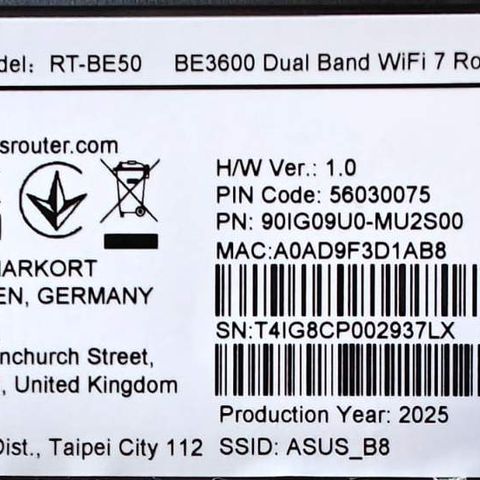 del: RT-BE50 BE3600 Dual Band WiFi 7 Ro
srouter.com
H/W Ver.: 1.0
PIN Code: 56030075
PN: 90IG09U0-MU2S00
MAC:A0AD9F3D1AB8
ARKORT
EN, GERMANY
SN:T4IG8CP002937LX
nchurch Street,
, United Kingdom
Production Year: 2025
Dist., Taipei City 112 SSID: ASUS_B8